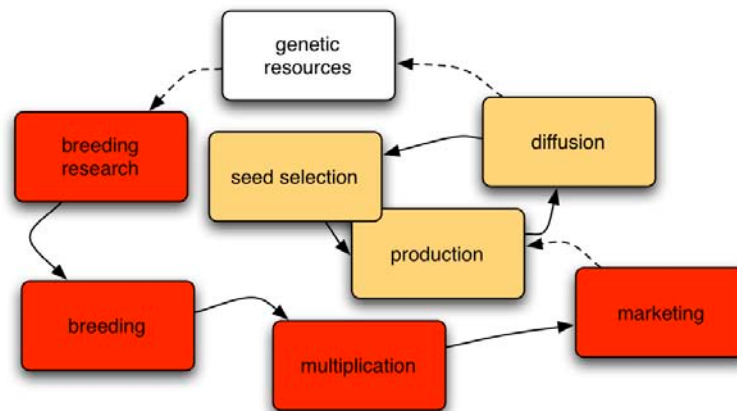 genetic
resources
breeding
research
diffusion
seed selection
production
breeding
marketing
multiplication